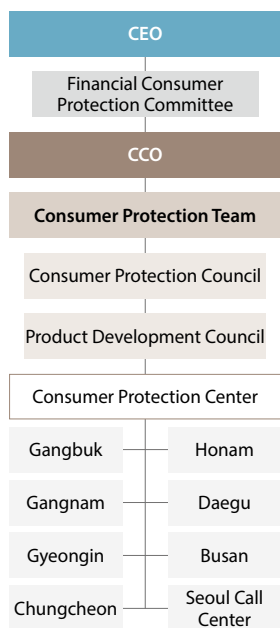 CEO
Financial Consumer
Protection Committee
CCO
Consumer Protection Team
Consumer Protection Council
Product Development Council
Consumer Protection Center
Gangbuk
Honam
Gangnam
Daegu
Gyeongin
Busan
Chungcheon
Seoul Call
Center